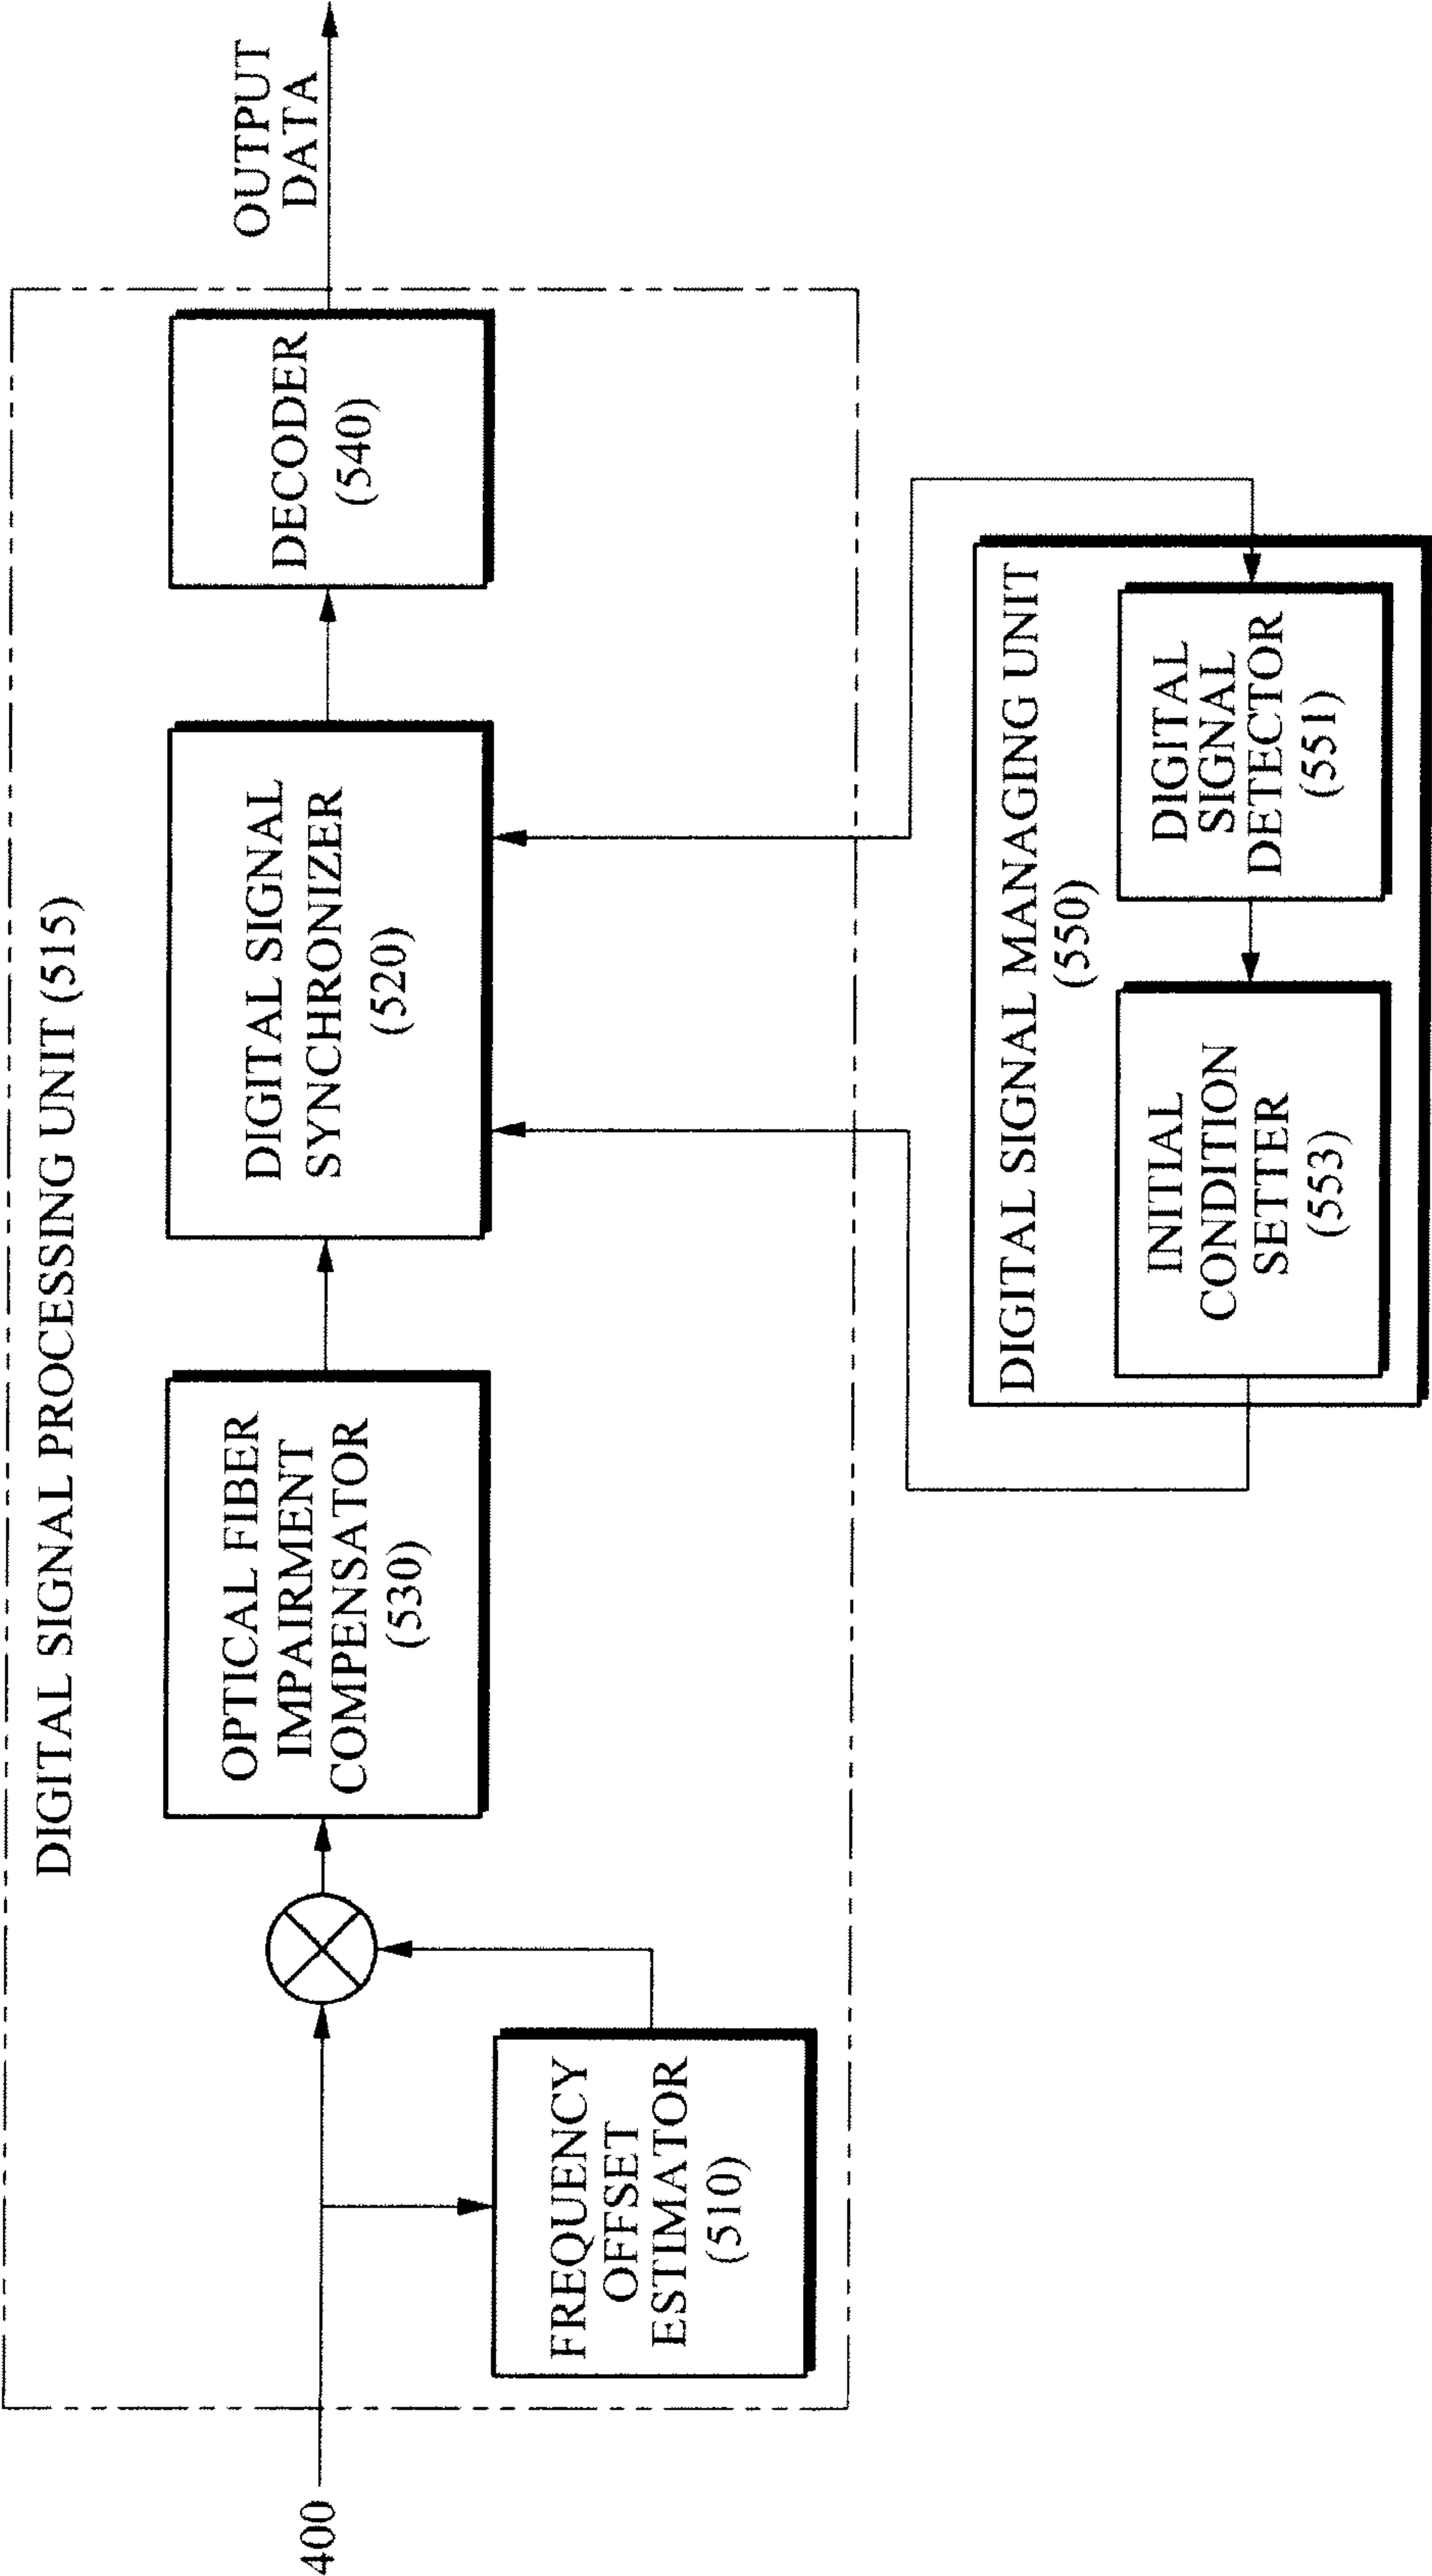 DIGITAL SIGNAL PROCESSING UNIT (515)
400
FREQUENCY
OFFSET
ESTIMATOR
(510)
OPTICAL FIBER
IMPAIRMENT
COMPENSATOR
(530)
DIGITAL SIGNAL
SYNCHRONIZER
(520)
DECODER
(540)
OUTPUT
DATA
DIGITAL SIGNAL MANAGING UNIT
(550)
INITIAL
CONDITION
SETTER
(553)
DIGITAL
SIGNAL
DETECTOR
(551)